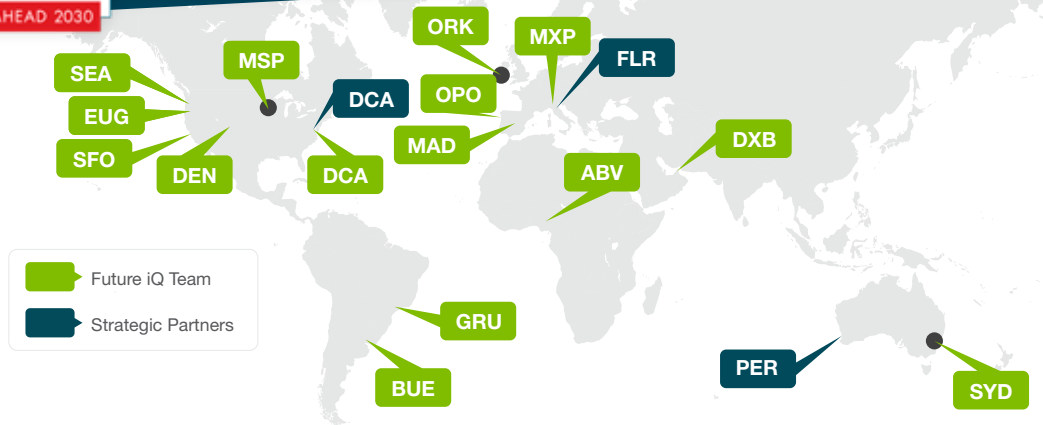 AHEAD 2030
ORK
MXP
FLR
SEA
MSP
EUG
DCA
OPO
SFO
MAD
DXB
DEN
DCA
ABV
Future iQ Team
Strategic Partners
GRU
BUE
PER
SYD